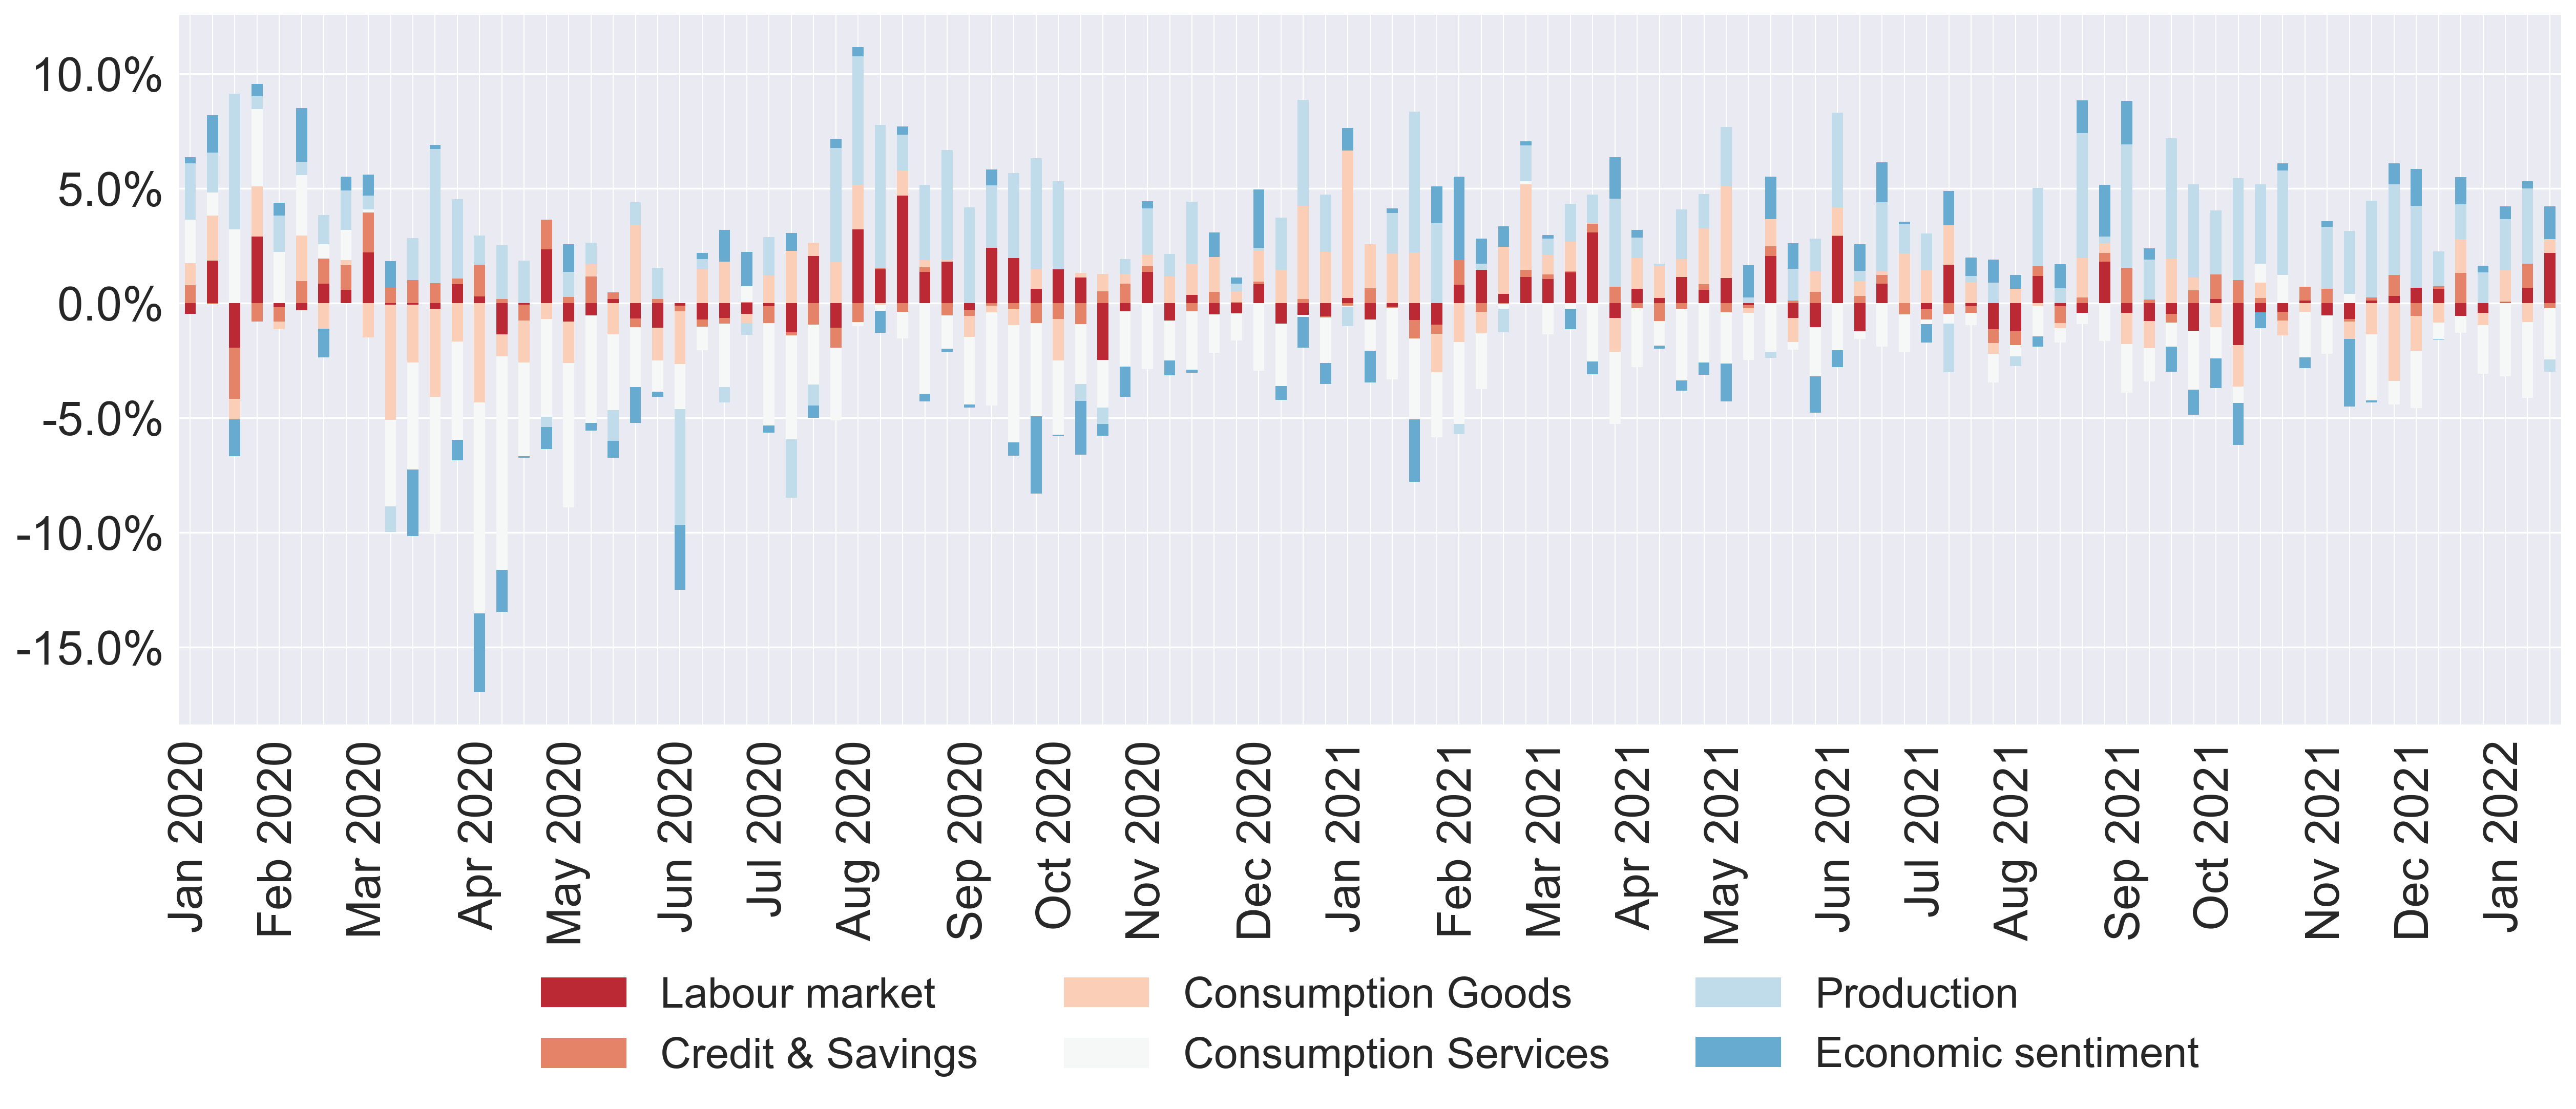 10.0%
5.0%
0.0%
-5.0%
-10.0%
-15.0%
Jan 2020
Feb 2020
Mar 2020
Apr 2020
May 2020
Jun 2020
Jul 2020
Aug 2020
Sep 2020
Oct 2020
Nov 2020
Dec 2020
Jan 2021
Feb 2021
Mar 2021
Apr 2021
May 2021
Jun 2021
Jul 2021
Aug 2021
Sep 2021
Oct 2021
Nov 2021
Dec 2021
Jan 2022
Labour market
Consumption Goods
Production
Credit & Savings
Consumption Services
Economic sentiment